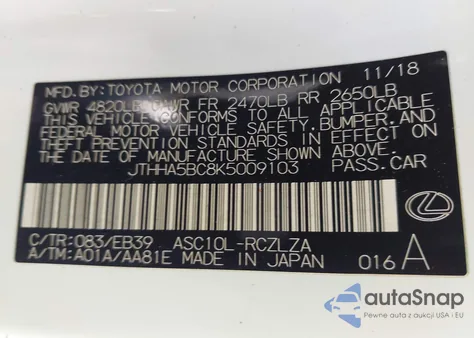 MFD.BY:TOYOTA MOTOR CORPORATION 11/18
GVWR 4820LB GAWR FR 2470LB RR 2650LB
THIS VEHICLE CONFORMS TO ALL APPLICABLE
FEDERAL MOTOR VEHICLE SAFETY,BUMPER,AND
THEFT PREVENTION STANDARDS IN EFFECT ON
THE DATE OF MANUFACTURE SHOWN ABOVE.
JTHHA5BC8K5009103 PASS.CAR
C/TR:083/EB39 ASC10L-RCZLZA
A/TM:A01A/AA81E MADE IN JAPAN 016 A
autoSnap
Pewne auta z USA i EU